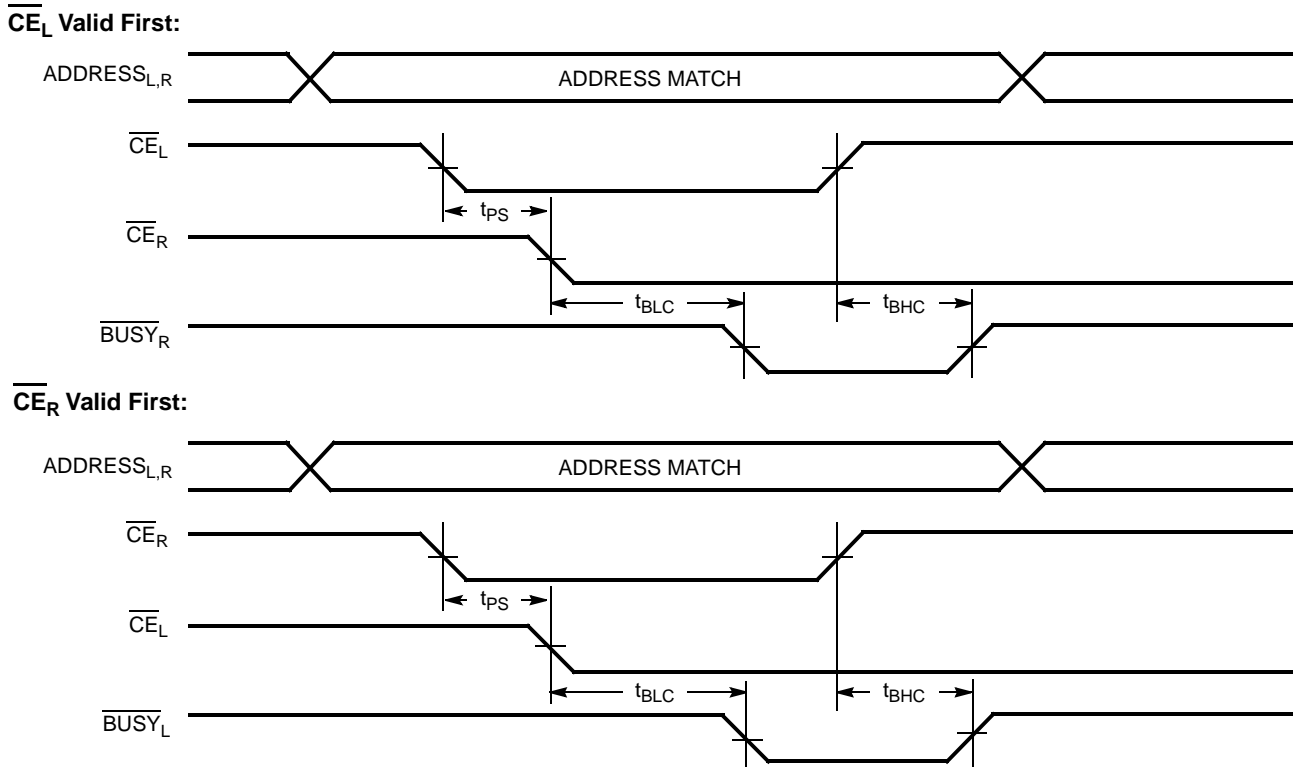 CE_L Valid First:
ADDRESS_L,R
ADDRESS MATCH
CE_L
t_PS
CE_R
t_BLC
t_BHC
BUSY_R
CE_R Valid First:
ADDRESS_L,R
ADDRESS MATCH
CE_R
t_PS
CE_L
t_BLC
t_BHC
BUSY_L